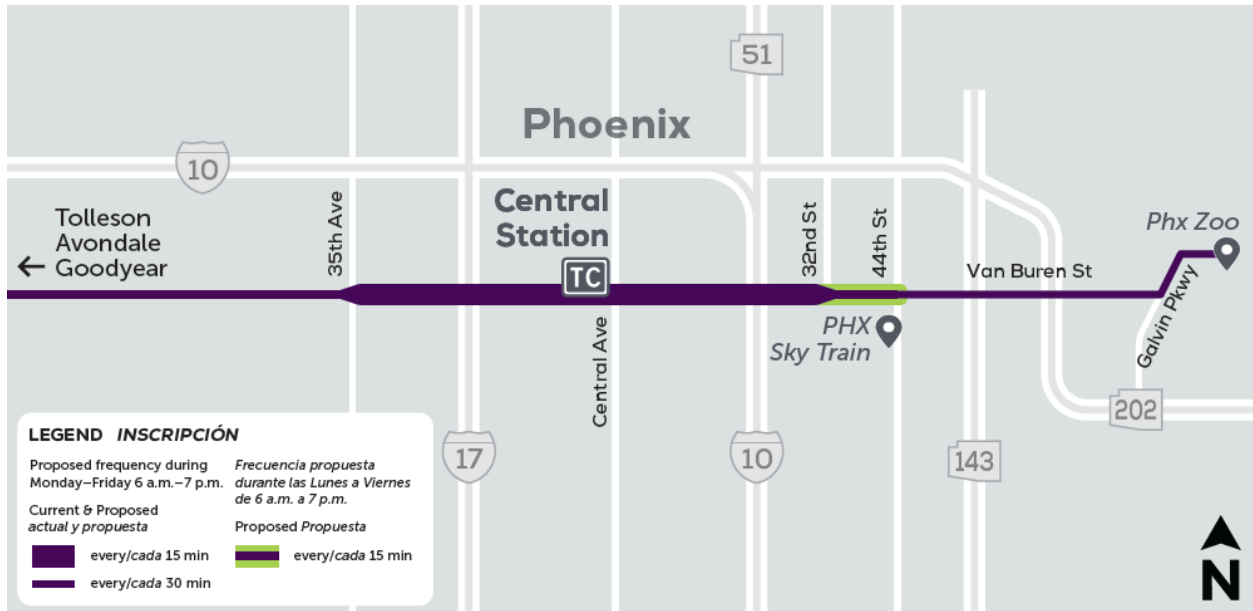 51
Phoenix
10
Central
Station
TC
Tolleson
Avondale
Goodyear
35th Ave
Central Ave
32nd St
44th St
Van Buren St
Phx Zoo
Galvin Pkwy
PHX
Sky Train
202
17
10
143
LEGEND INSCRIPCIÓN
Proposed frequency during
Monday–Friday 6 a.m.–7 p.m.
Frecuencia propuesta
durante las Lunes a Viernes
de 6 a.m. a 7 p.m.
Current & Proposed
actual y propuesta
every/cada 15 min
every/cada 30 min
Proposed Propuesta
every/cada 15 min
N